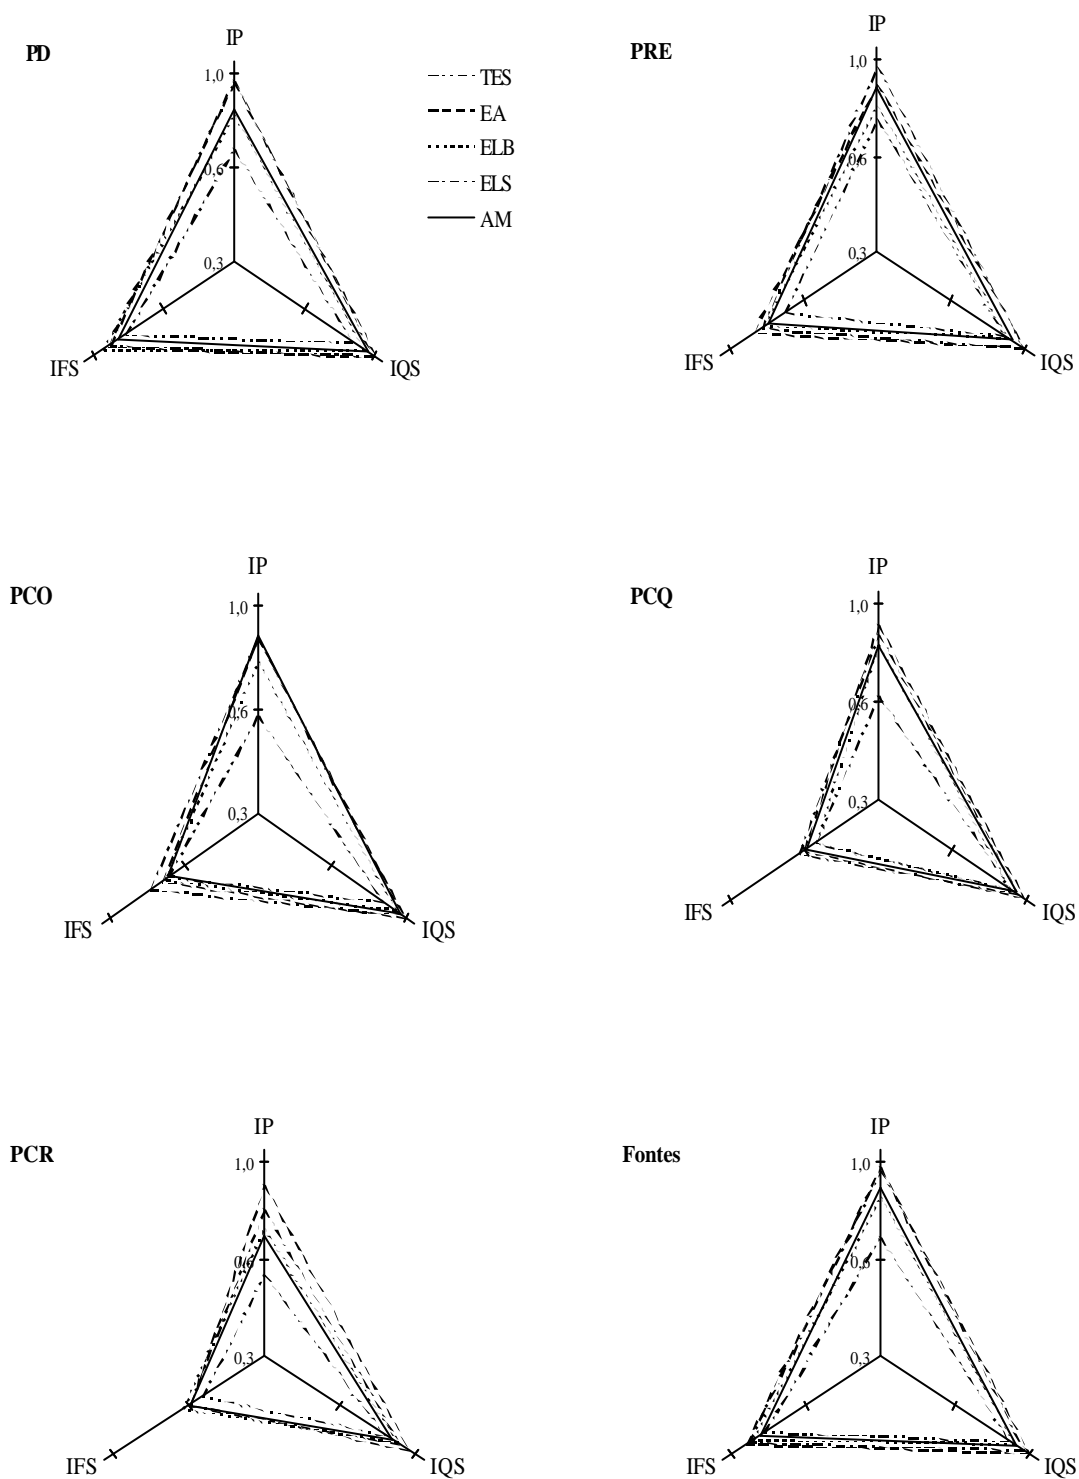 PD
IP
1,0
0,6
0,3
IFS
IQS
TES
EA
ELB
ELS
AM
PRE
IP
1,0
0,6
0,3
IFS
IQS
PCO
IP
1,0
0,6
0,3
IFS
IQS
PCQ
IP
1,0
0,6
0,3
IFS
IQS
PCR
IP
1,0
0,6
0,3
IFS
IQS
Fontes
IP
1,0
0,6
0,3
IFS
IQS